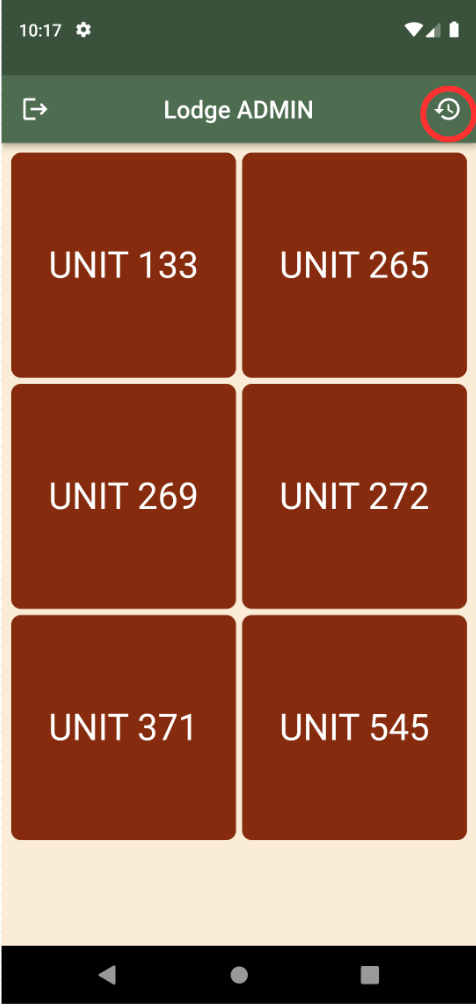 10:17
Lodge ADMIN
UNIT 133
UNIT 265
UNIT 269
UNIT 272
UNIT 371
UNIT 545